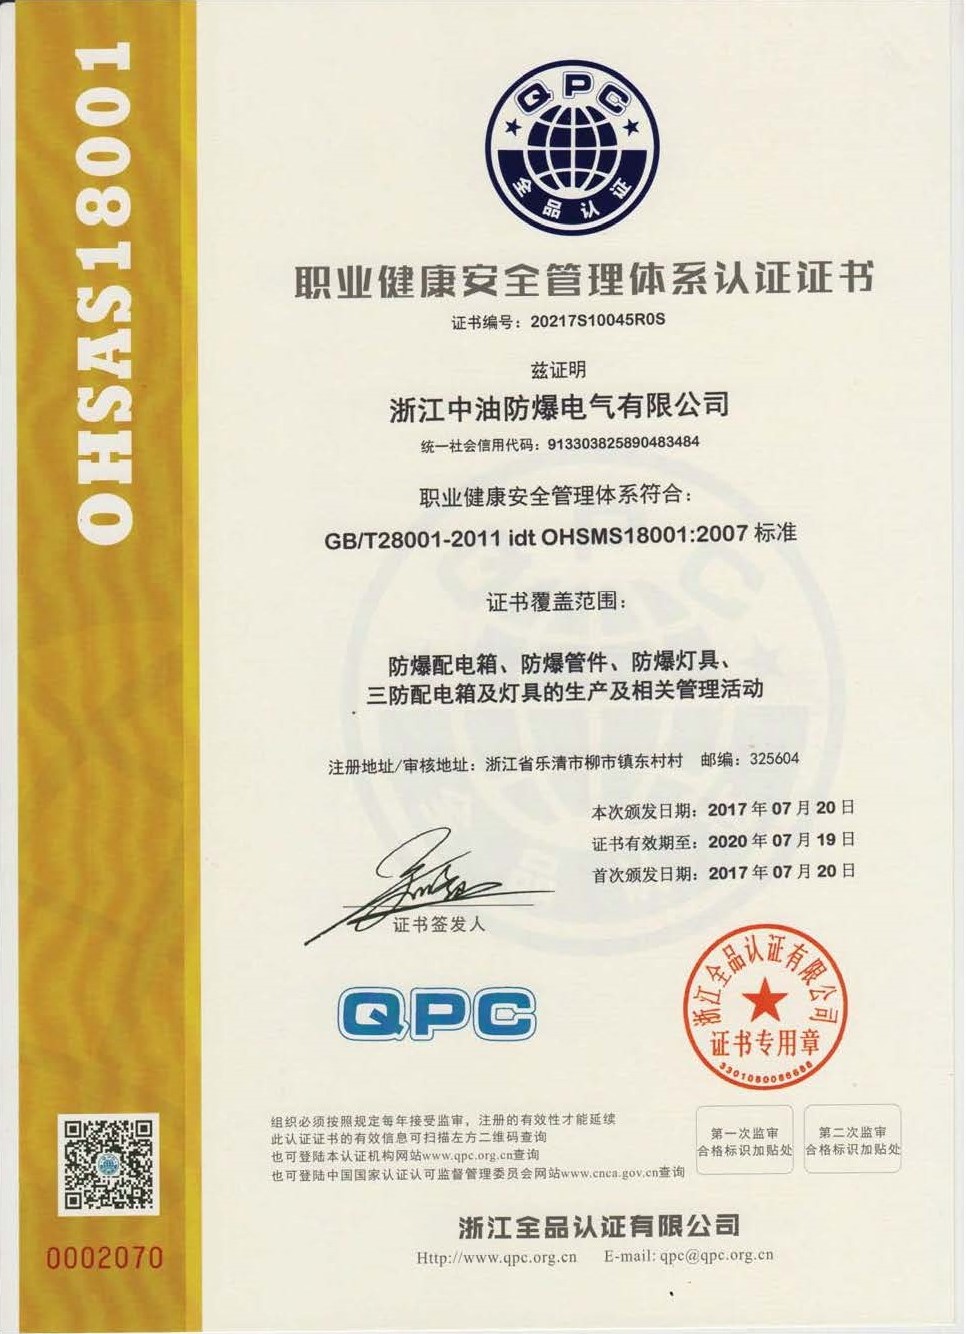 OHSAS18001
QPC
全品认证
职业健康安全管理体系认证证书
证书编号：20217S10045R0S
兹证明
浙江中油防爆电气有限公司
统一社会信用代码：913303825890483484
职业健康安全管理体系符合：
GB/T28001-2011 idt OHSMS18001:2007 标准
证书覆盖范围：
防爆配电箱、防爆管件、防爆灯具、
三防配电箱及灯具的生产及相关管理活动
注册地址/审核地址：浙江省乐清市柳市镇东村村 邮编：325604
本次颁发日期：2017 年 07 月 20 日
证书有效期至：2020 年 07 月 19 日
首次颁发日期：2017 年 07 月 20 日
证书签发人
QPC
浙江全品认证有限公司
证书专用章
组织必须按照规定每年接受监审，注册的有效性才能延续
此认证证书的有效信息可扫描左方二维码查询
也可登陆本认证机构网站www.qpc.org.cn查询
也可登陆中国国家认证认可监督管理委员会网站www.cnca.gov.cn查询
第一次监审
合格标识加贴处
第二次监审
合格标识加贴处
0002070
浙江全品认证有限公司
Http://www.qpc.org.cn E-mail: qpc@qpc.org.cn